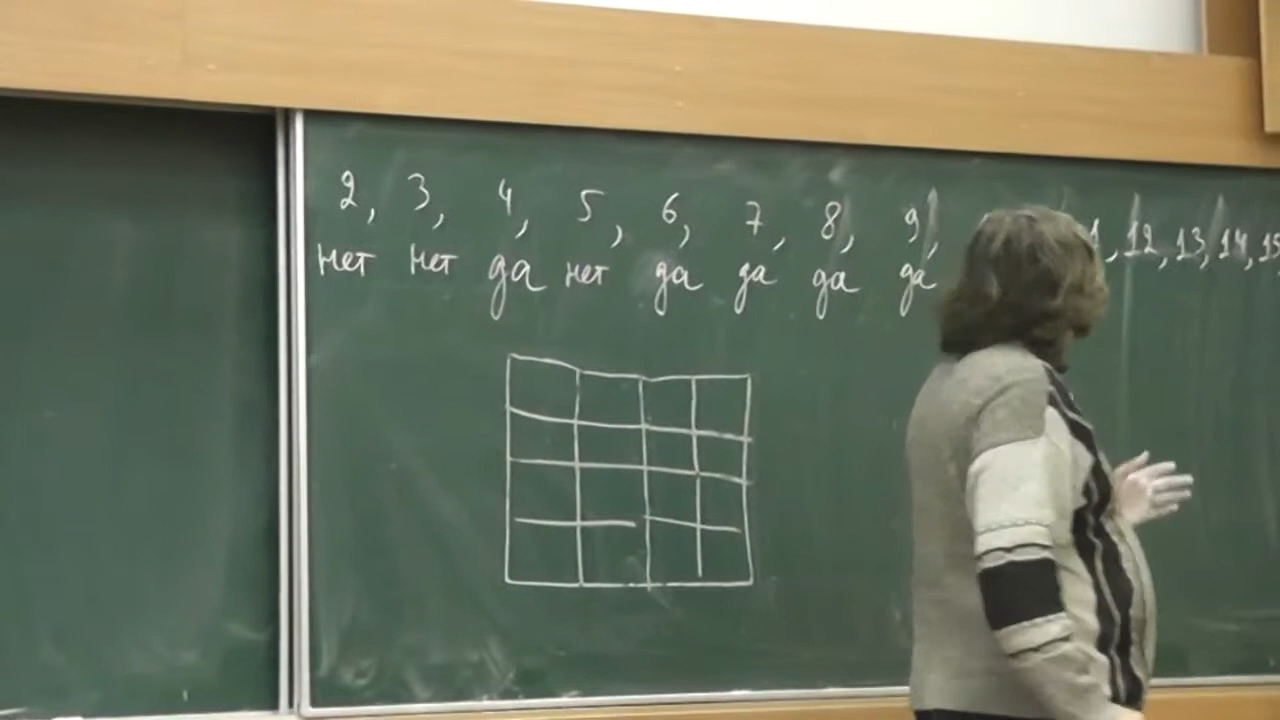 2, 3, 4, 5, 6, 7, 8, 9, 12, 13, 14, 15
нет нет да нет да да да да